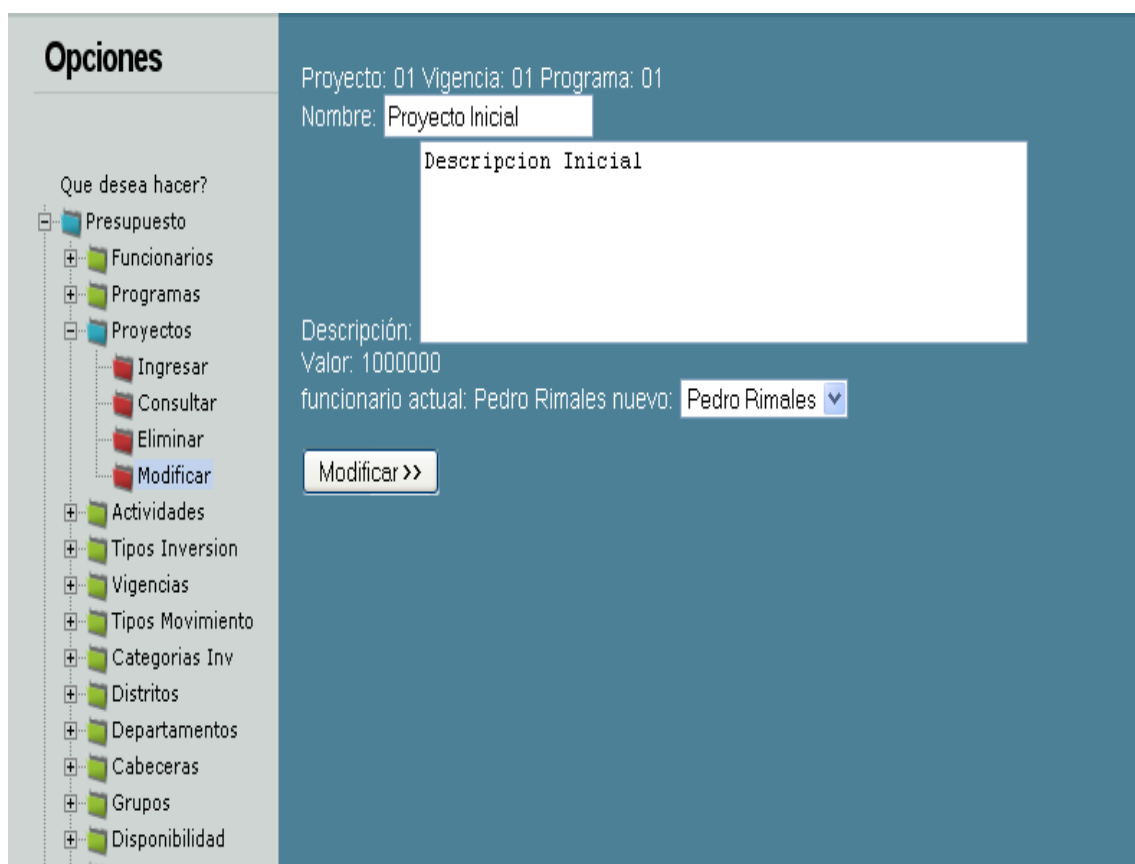 Opciones
Que desea hacer?
Presupuesto
Funcionarios
Programas
Proyectos
Ingresar
Consultar
Eliminar
Modificar
Actividades
Tipos Inversion
Vigencias
Tipos Movimiento
Categorias Inv
Distritos
Departamentos
Cabeceras
Grupos
Disponibilidad
Proyecto: 01 Vigencia: 01 Programa: 01
Nombre: Proyecto Inicial
Descripcion Inicial
Descripción:
Valor: 1000000
funcionario actual: Pedro Rimales nuevo: Pedro Rimales
Modificar >>